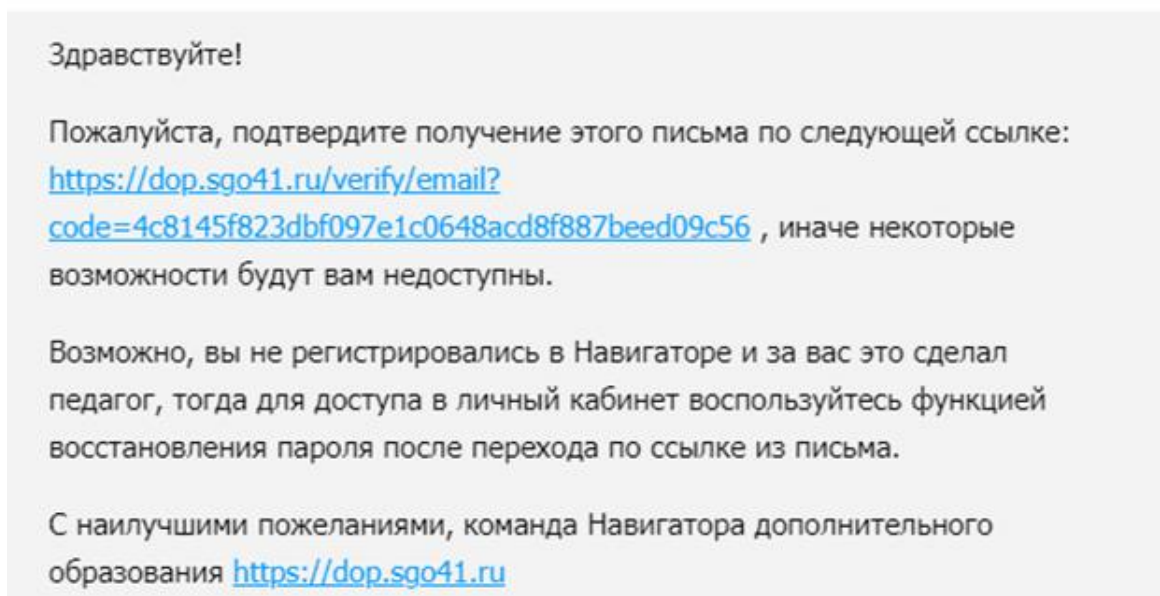 Здравствуйте!
Пожалуйста, подтвердите получение этого письма по следующей ссылке:
https://dop.sgo41.ru/verify/email?
code=4c8145f823dbf097e1c0648acd8f887beed09c56 , иначе некоторые
возможности будут вам недоступны.
Возможно, вы не регистрировались в Навигаторе и за вас это сделал
педагог, тогда для доступа в личный кабинет воспользуйтесь функцией
восстановления пароля после перехода по ссылке из письма.
С наилучшими пожеланиями, команда Навигатора дополнительного
образования https://dop.sgo41.ru